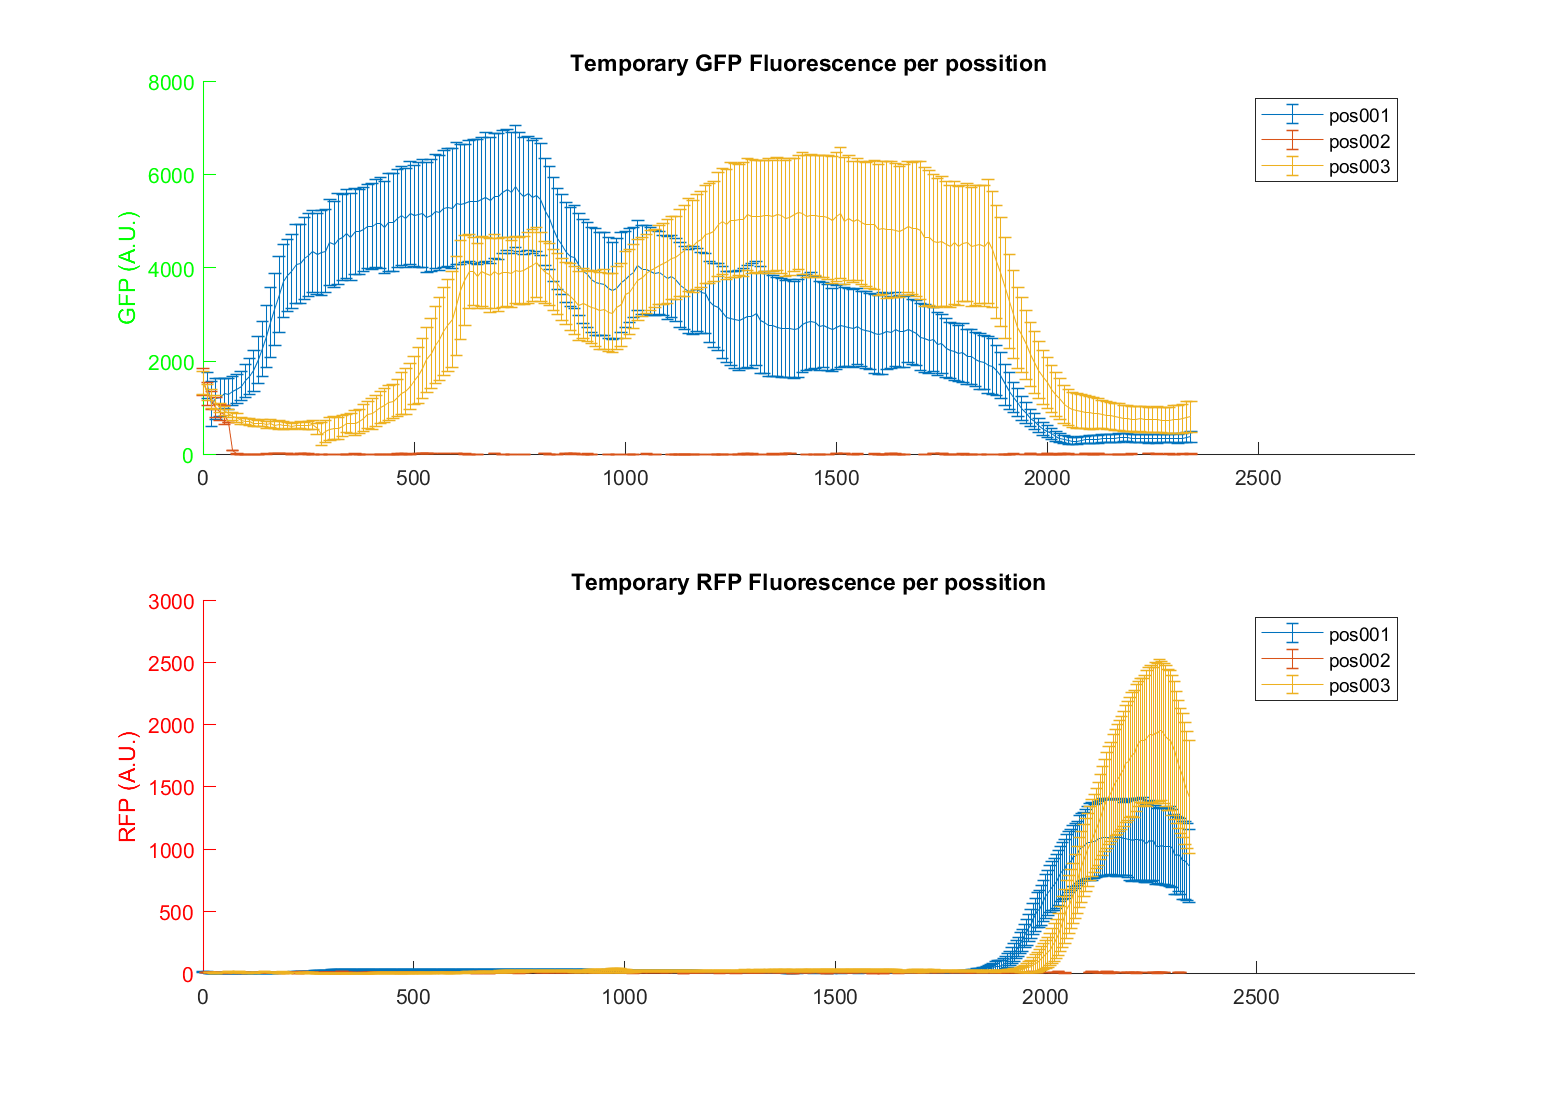 Temporary GFP Fluorescence per possition
8000
6000
4000
2000
0
GFP (A.U.)
0 500 1000 1500 2000 2500
pos001
pos002
pos003
Temporary RFP Fluorescence per possition
3000
2500
2000
1500
1000
500
0
RFP (A.U.)
0 500 1000 1500 2000 2500
pos001
pos002
pos003